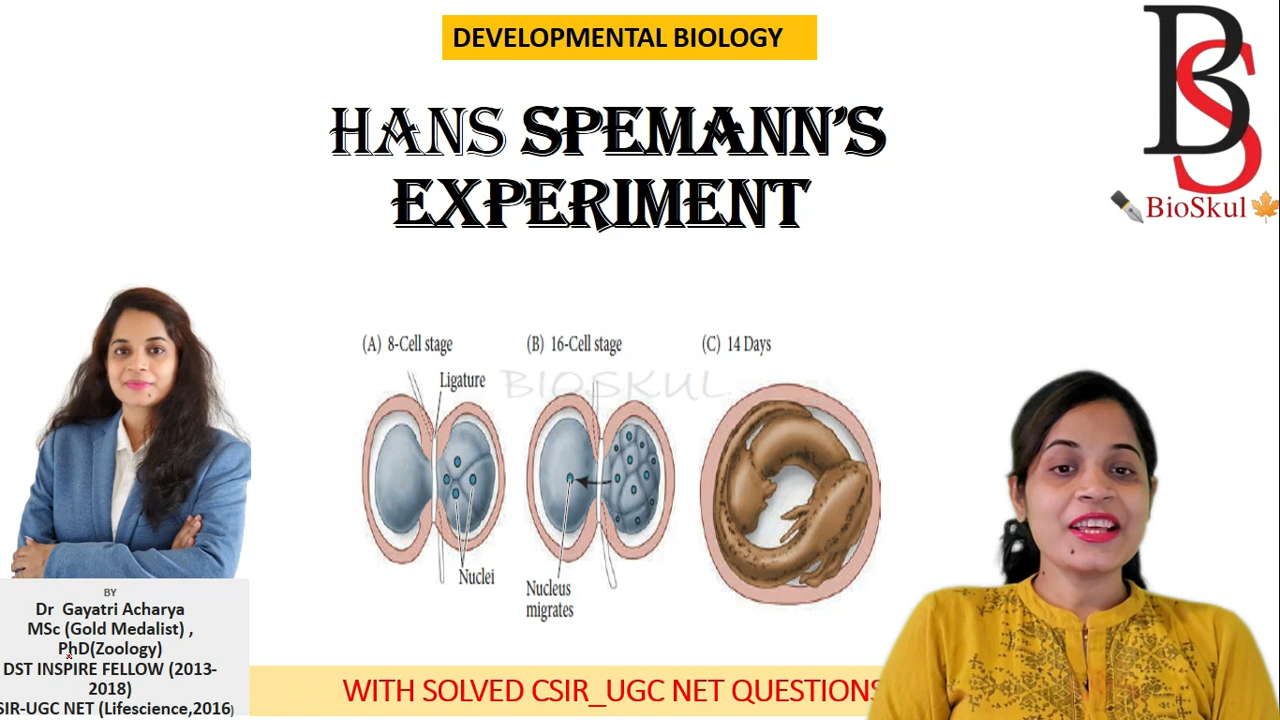 DEVELOPMENTAL BIOLOGY
BS
BioSkul
HANS SPEMANN'S
EXPERIMENT
(A) 8-Cell stage
(B) 16-Cell stage
(C) 14 Days
Ligature
BIOSKUL
Nuclei
Nucleus
migrates
BY
Dr Gayatri Acharya
MSc (Gold Medalist) ,
PhD(Zoology)
DST INSPIRE FELLOW (2013-
2018)
SIR-UGC NET (Lifescience,2016)
WITH SOLVED CSIR_UGC NET QUESTIONS